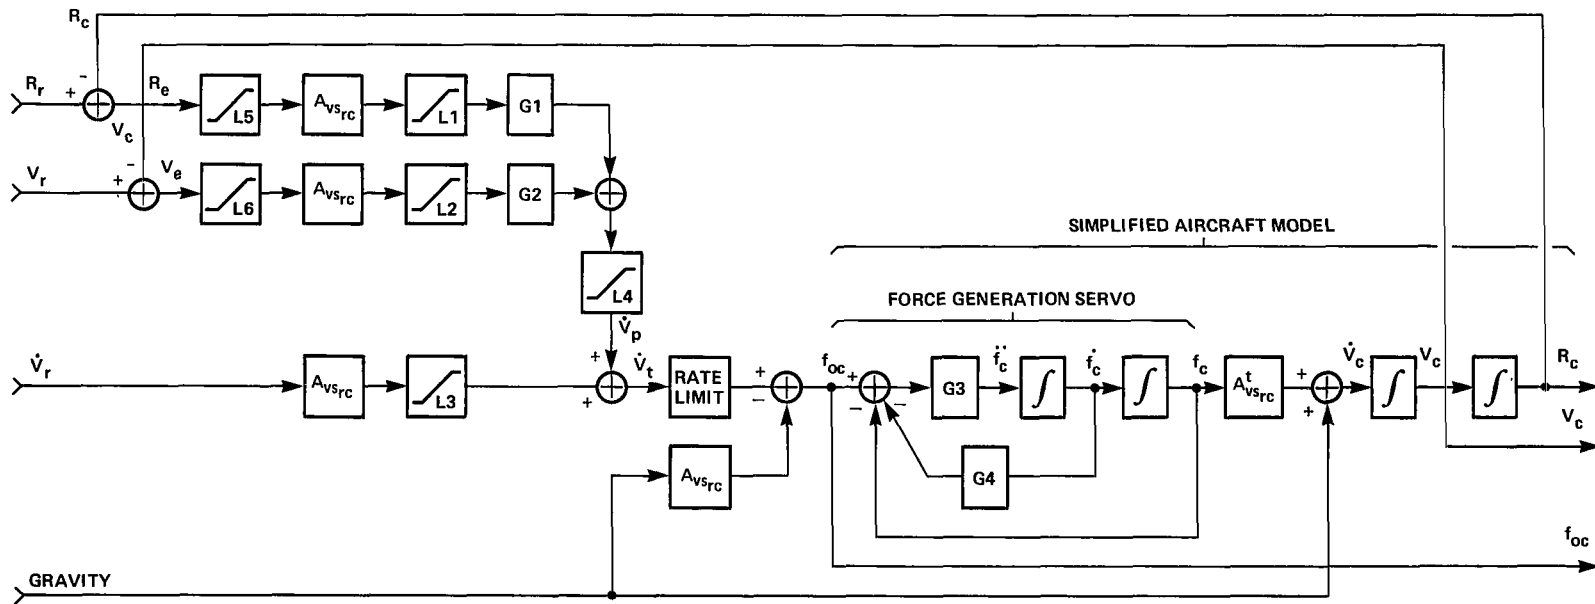 R_c
R_r + - R_e L5 A_vs_rc L1 G1
V_c
V_r + - V_e L6 A_vs_rc L2 G2
SIMPLIFIED AIRCRAFT MODEL
L4
FORCE GENERATION SERVO
V̇_p
V̇_r A_vs_rc L3 + + V̇_t RATE LIMIT + − f_oc + − − G3 f̈_c ∫ ḟ_c ∫ f_c A^t_vs_rc + + V̇_c ∫ V_c ∫ R_c
V_c
A_vs_rc G4
f_oc
GRAVITY